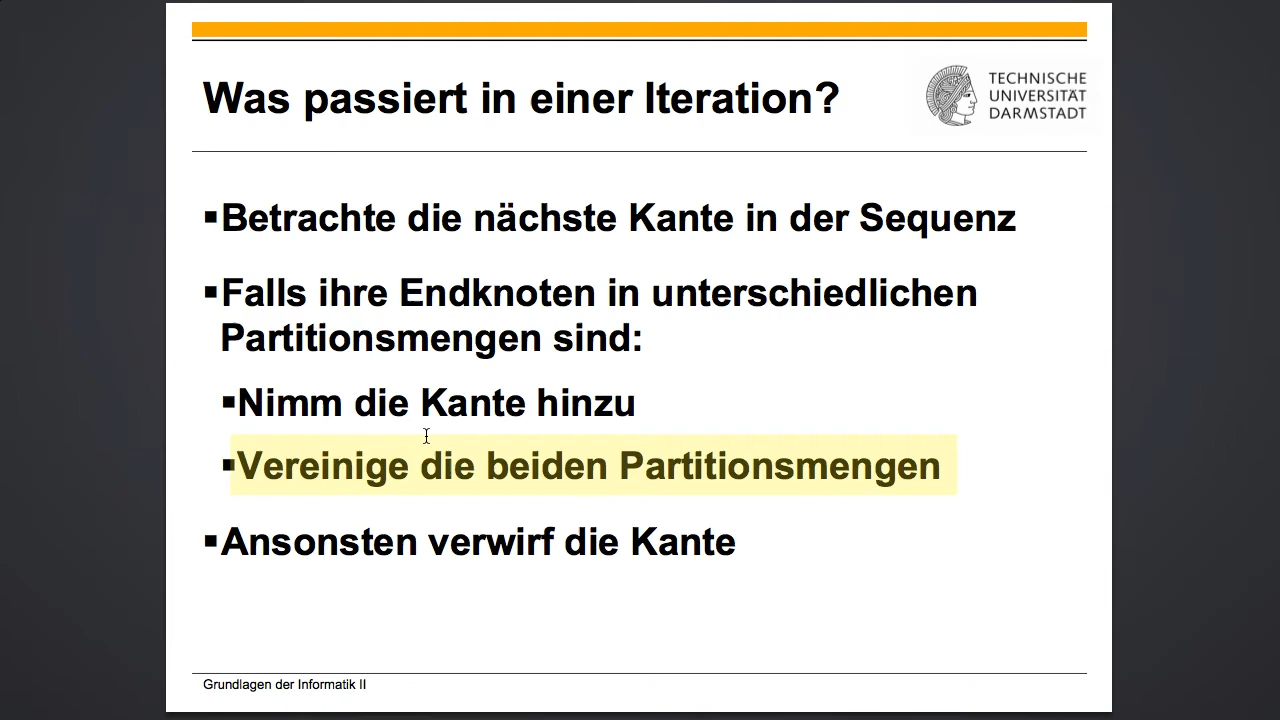 Was passiert in einer Iteration?
TECHNISCHE
UNIVERSITÄT
DARMSTADT
▪Betrachte die nächste Kante in der Sequenz
▪Falls ihre Endknoten in unterschiedlichen
Partitionsmengen sind:
▪Nimm die Kante hinzu
▪Vereinige die beiden Partitionsmengen
▪Ansonsten verwirf die Kante
Grundlagen der Informatik II